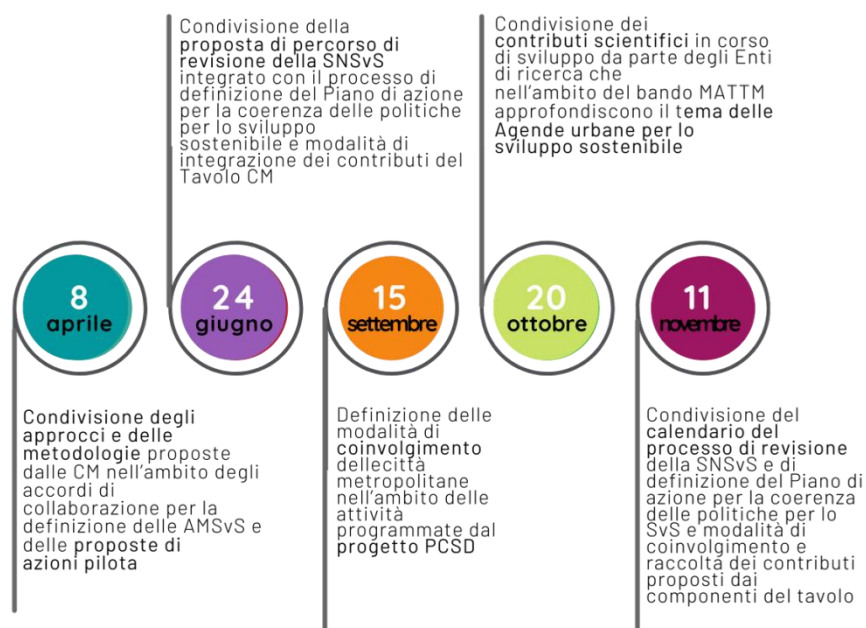 Condivisione della
proposta di percorso di
revisione della SNSvS
integrato con il processo di
definizione del Piano di azione
per la coerenza delle politiche
per lo sviluppo
sostenibile e modalità di
integrazione dei contributi del
Tavolo CM
Condivisione dei
contributi scientifici in corso
di sviluppo da parte degli Enti
di ricerca che
nell'ambito del bando MATTM
approfondiscono il tema delle
Agende urbane per lo
sviluppo sostenibile
8
aprile
24
giugno
15
settembre
20
ottobre
11
novembre
Condivisione degli
approcci e delle
metodologie proposte
dalle CM nell'ambito degli
accordi di
collaborazione per la
definizione delle AMSvS e
delle proposte di
azioni pilota
Definizione delle
modalità di
coinvolgimento
dellecittà
metropolitane
nell'ambito delle
attività
programmate dal
progetto PCSD
Condivisione del
calendario del
processo di revisione
della SNSvS e di
definizione del Piano di
azione per la coerenza
delle politiche per lo
SvS e modalità di
coinvolgimento e
raccolta dei contributi
proposti dai
componenti del tavolo